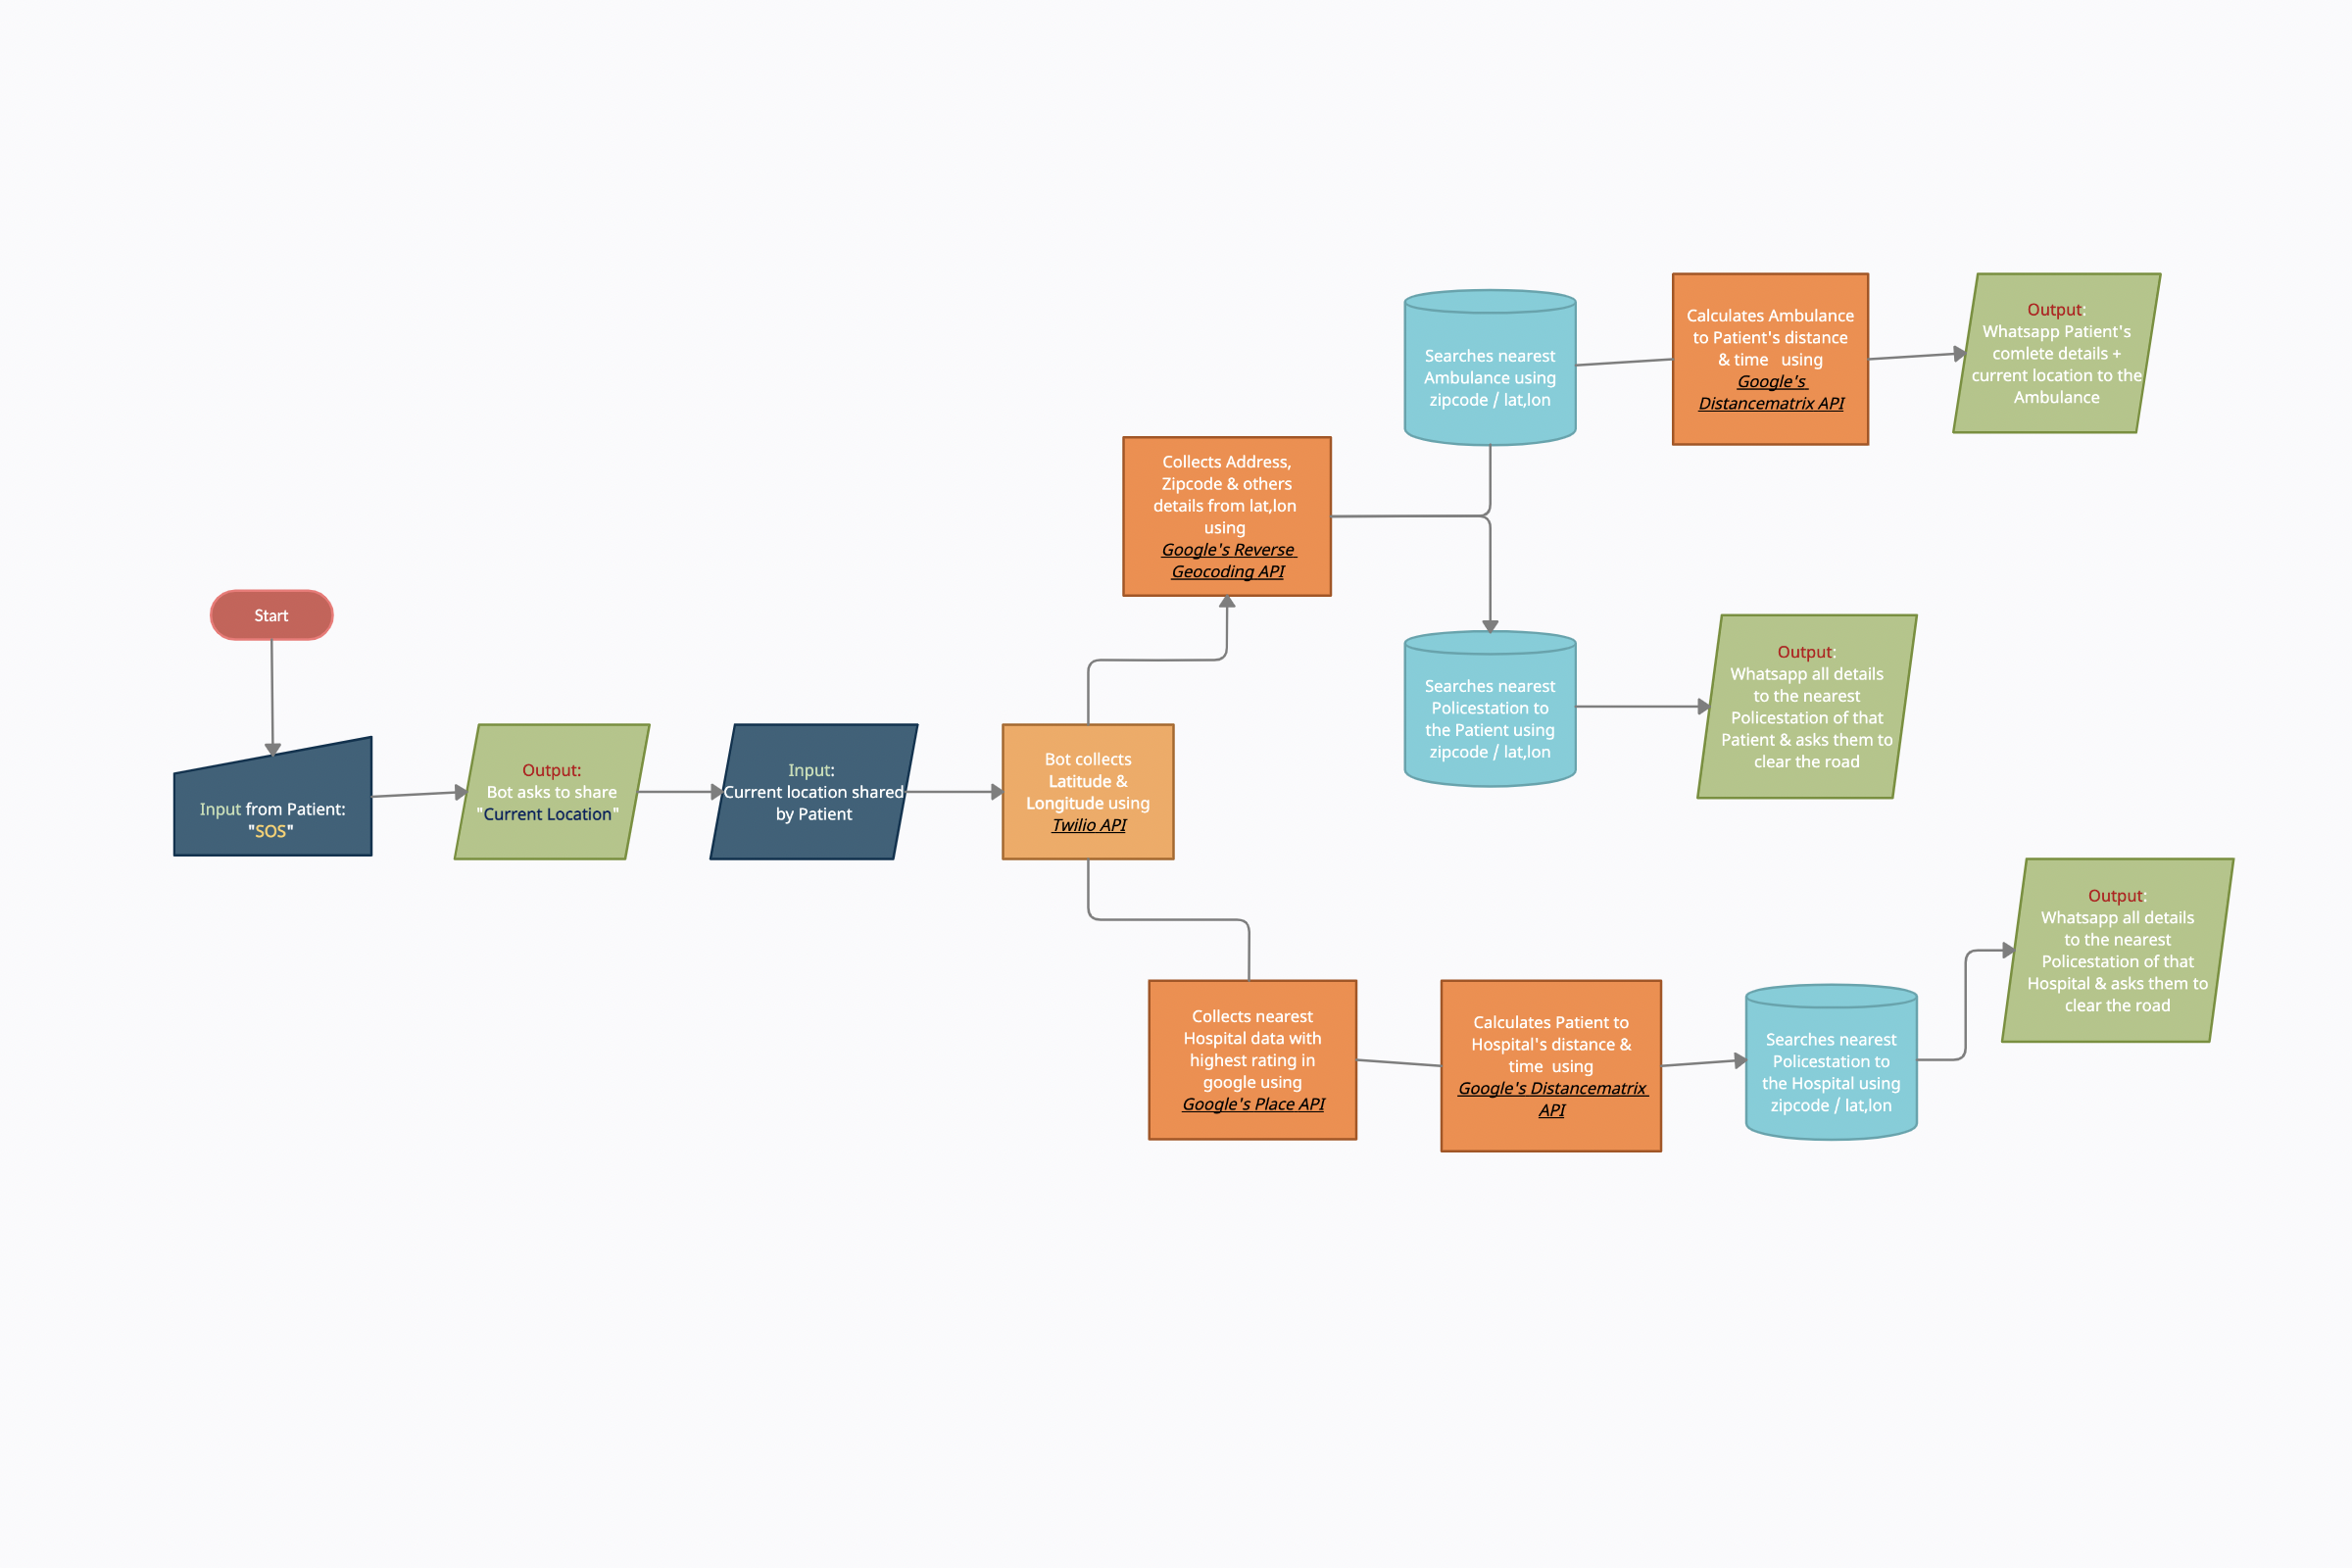 Start
Input from Patient:
"SOS"
Output:
Bot asks to share
"Current Location"
Input:
Current location shared
by Patient
Bot collects
Latitude &
Longitude using
Twilio API
Collects Address,
Zipcode & others
details from lat,lon
using
Google's Reverse
Geocoding API
Searches nearest
Ambulance using
zipcode / lat,lon
Calculates Ambulance
to Patient's distance
& time using
Google's
Distancematrix API
Output:
Whatsapp Patient's
comlete details +
current location to the
Ambulance
Searches nearest
Policestation to
the Patient using
zipcode / lat,lon
Output:
Whatsapp all details
to the nearest
Policestation of that
Patient & asks them to
clear the road
Collects nearest
Hospital data with
highest rating in
google using
Google's Place API
Calculates Patient to
Hospital's distance &
time using
Google's Distancematrix
API
Searches nearest
Policestation to
the Hospital using
zipcode / lat,lon
Output:
Whatsapp all details
to the nearest
Policestation of that
Hospital & asks them to
clear the road